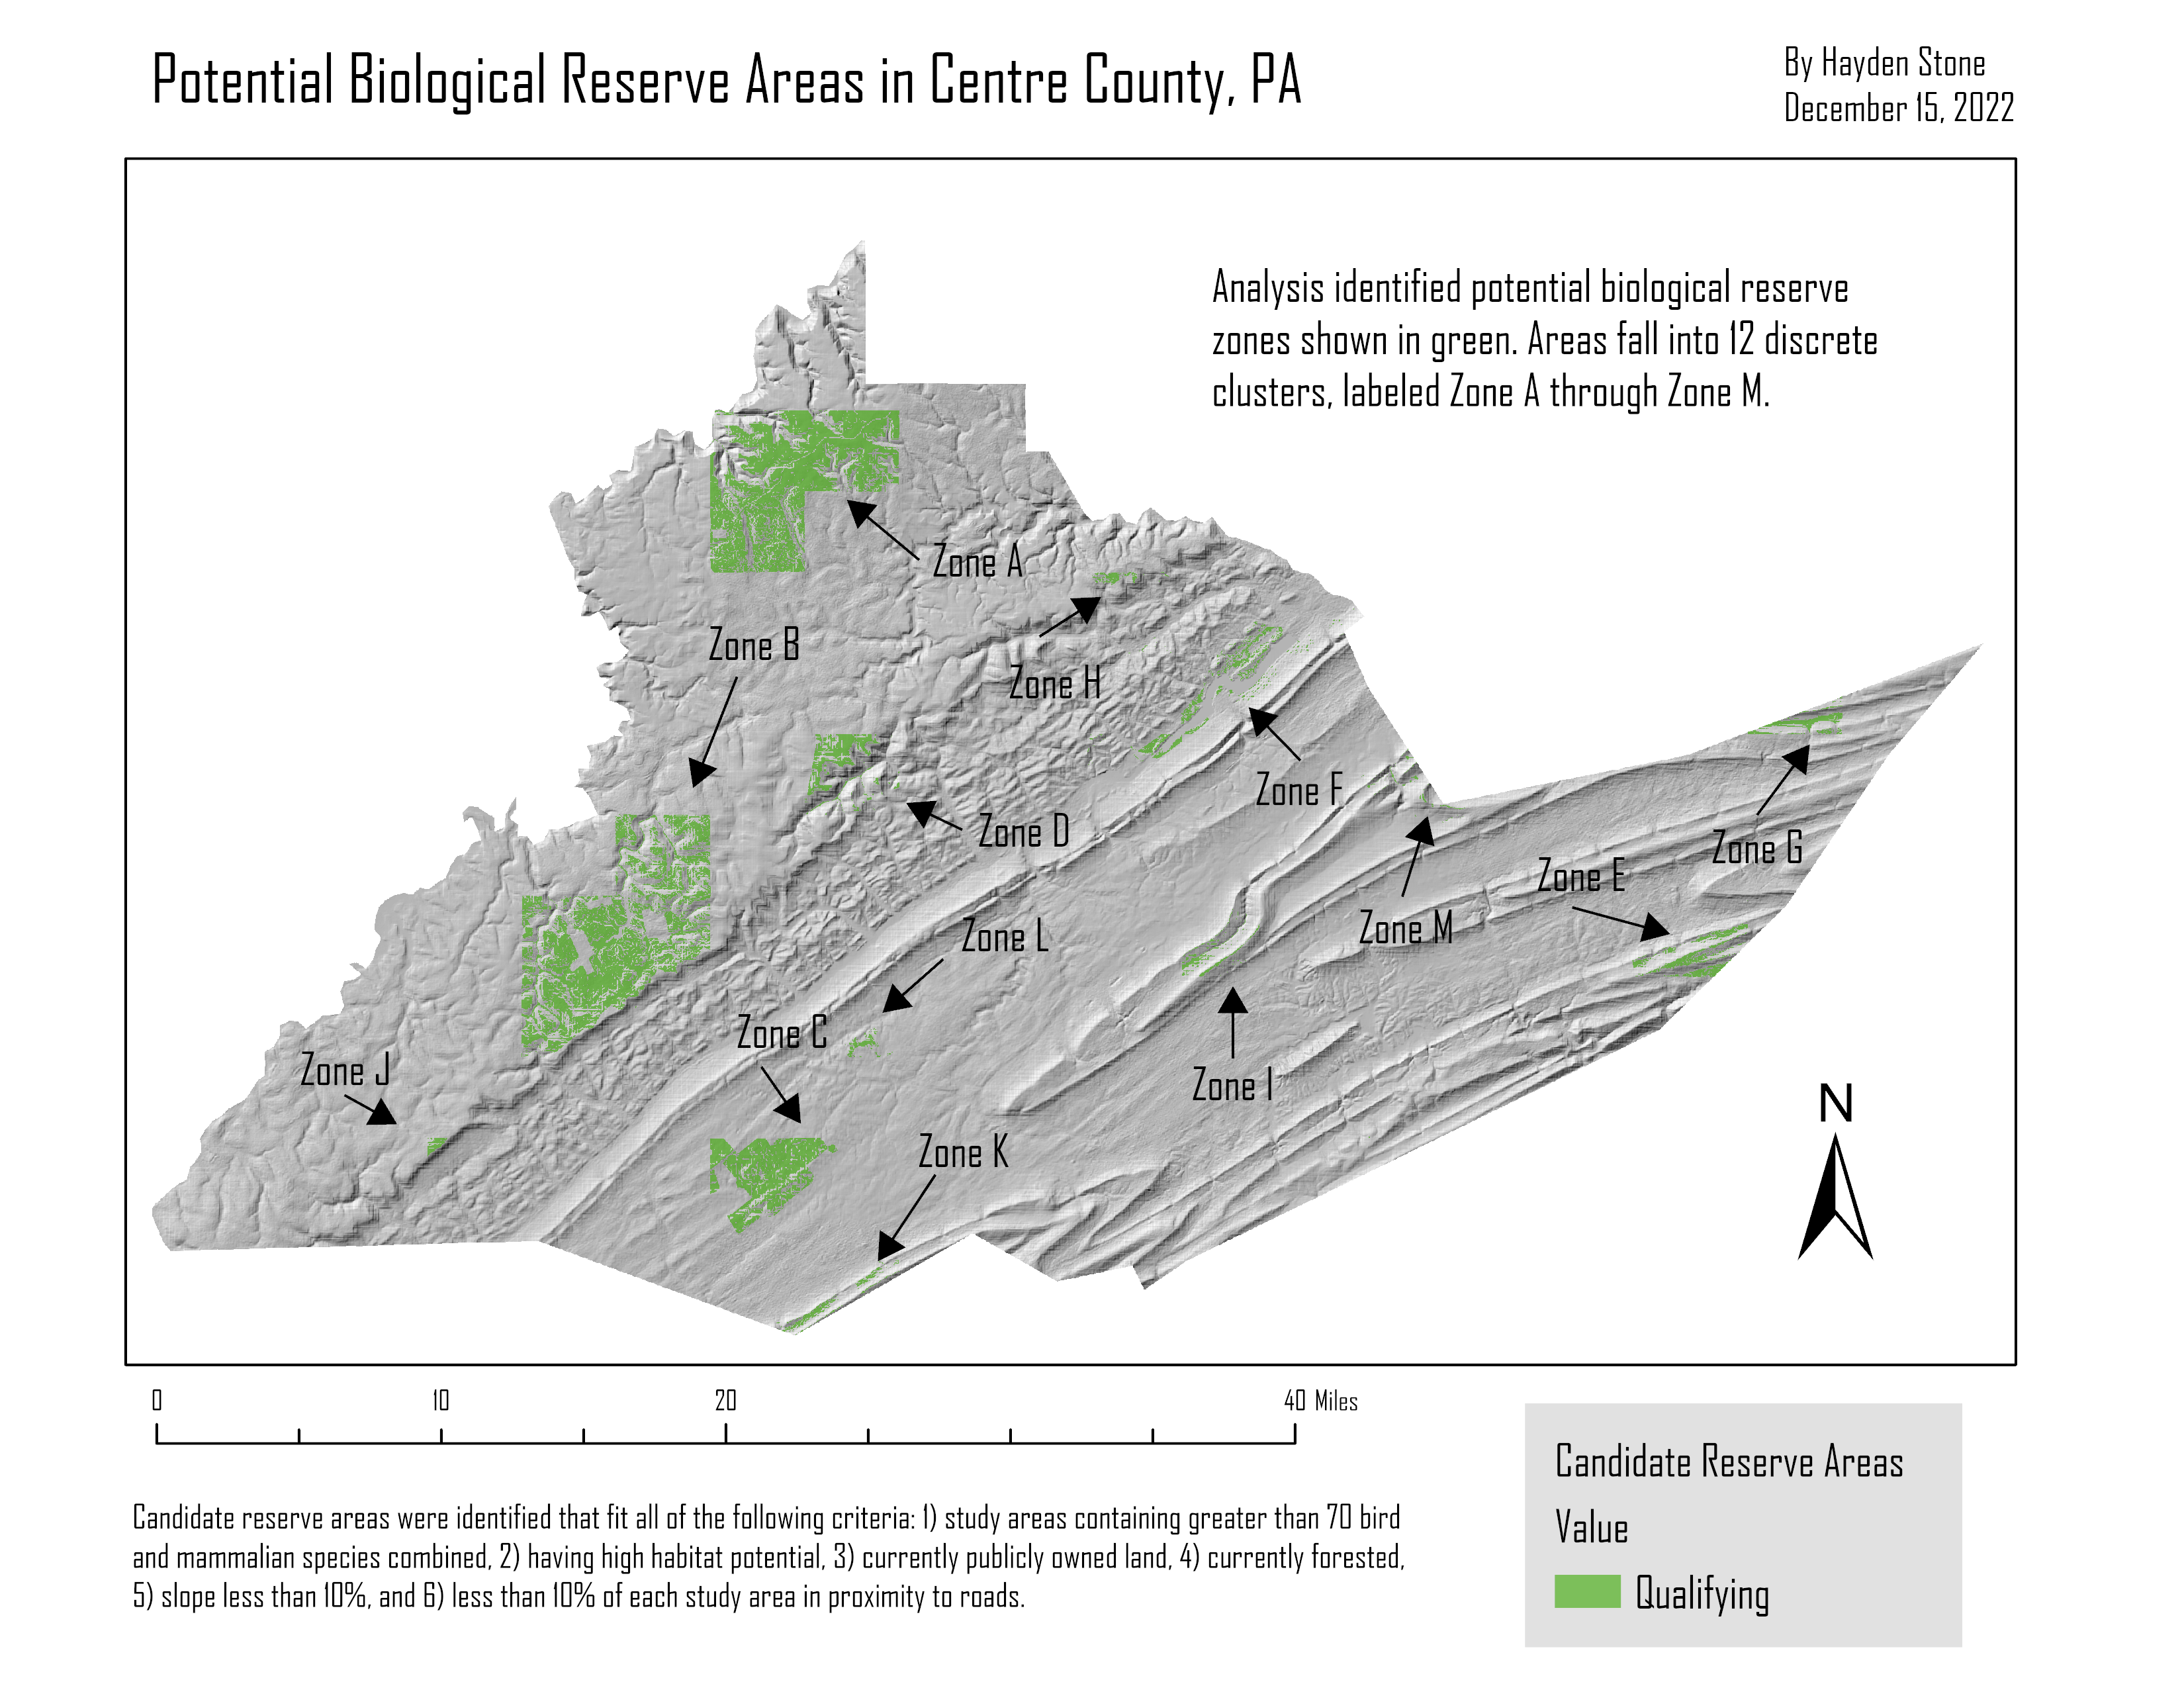 Potential Biological Reserve Areas in Centre County, PA
By Hayden Stone
December 15, 2022
Analysis identified potential biological reserve
zones shown in green. Areas fall into 12 discrete
clusters, labeled Zone A through Zone M.
Zone A
Zone B
Zone H
Zone F
Zone D
Zone G
Zone E
Zone M
Zone L
Zone C
Zone J
Zone I
Zone K
N
0 10 20 40 Miles
Candidate reserve areas were identified that fit all of the following criteria: 1) study areas containing greater than 70 bird
and mammalian species combined, 2) having high habitat potential, 3) currently publicly owned land, 4) currently forested,
5) slope less than 10%, and 6) less than 10% of each study area in proximity to roads.
Candidate Reserve Areas
Value
Qualifying